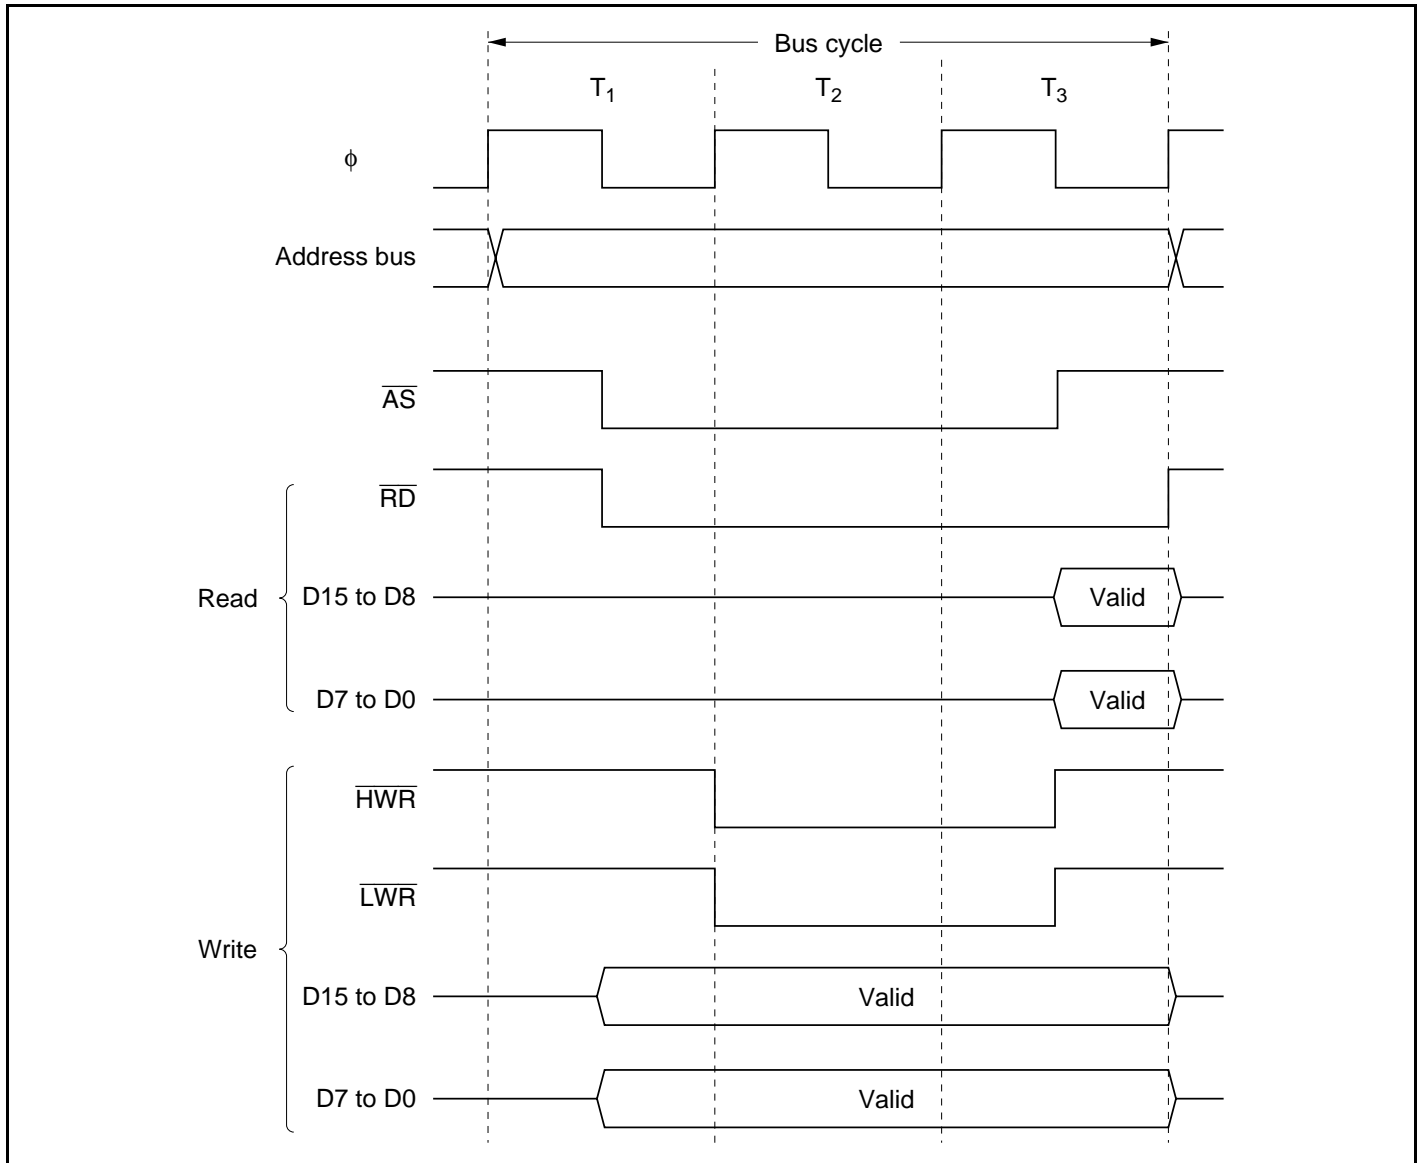 Bus cycle
T1 T2 T3
ϕ
Address bus
AS
RD
Read D15 to D8 Valid
D7 to D0 Valid
HWR
LWR
Write
D15 to D8 Valid
D7 to D0 Valid